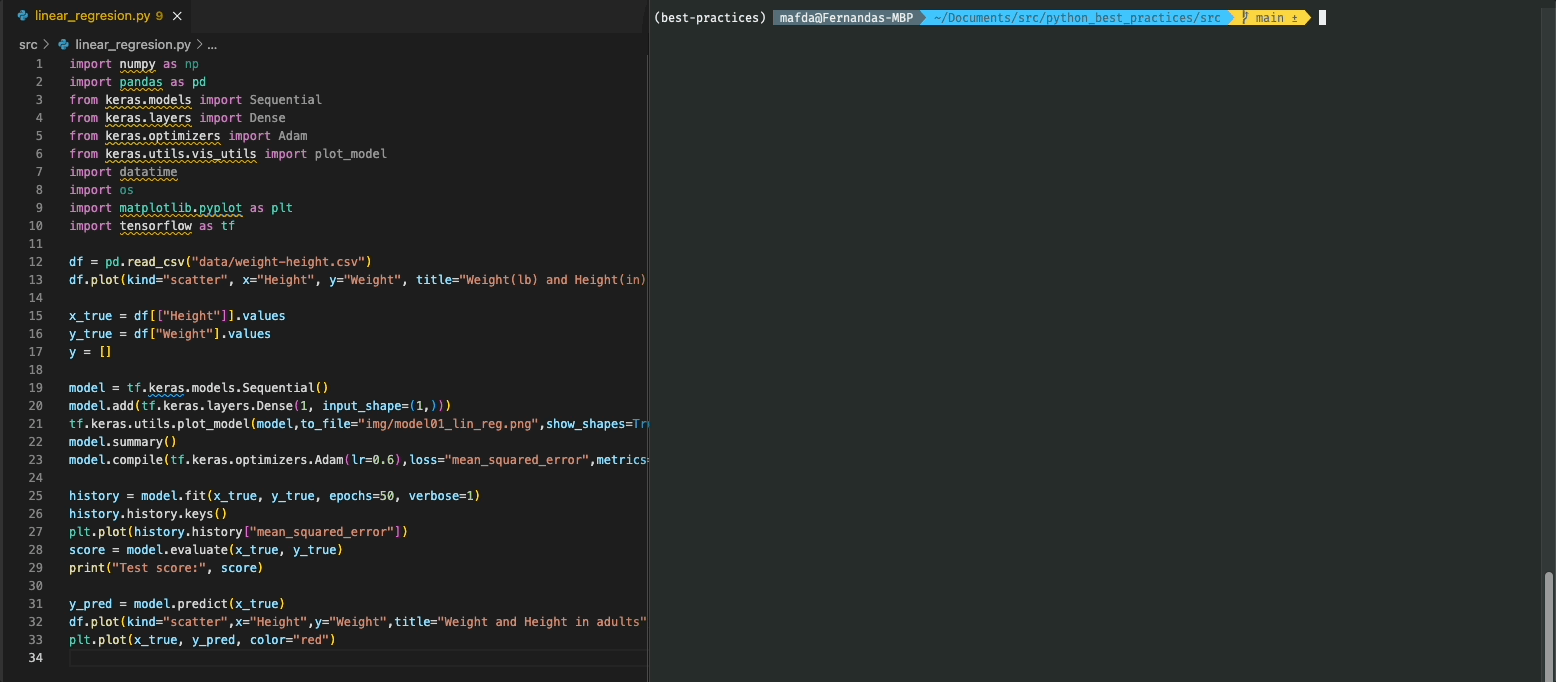 linear_regresion.py 9
src > linear_regresion.py > ...
1 import numpy as np
2 import pandas as pd
3 from keras.models import Sequential
4 from keras.layers import Dense
5 from keras.optimizers import Adam
6 from keras.utils.vis_utils import plot_model
7 import datatime
8 import os
9 import matplotlib.pyplot as plt
10 import tensorflow as tf
11
12 df = pd.read_csv("data/weight-height.csv")
13 df.plot(kind="scatter", x="Height", y="Weight", title="Weight(lb) and Height(in)
14
15 x_true = df[["Height"]].values
16 y_true = df["Weight"].values
17 y = []
18
19 model = tf.keras.models.Sequential()
20 model.add(tf.keras.layers.Dense(1, input_shape=(1,)))
21 tf.keras.utils.plot_model(model,to_file="img/model01_lin_reg.png",show_shapes=Tr
22 model.summary()
23 model.compile(tf.keras.optimizers.Adam(lr=0.6),loss="mean_squared_error",metrics=
24
25 history = model.fit(x_true, y_true, epochs=50, verbose=1)
26 history.history.keys()
27 plt.plot(history.history["mean_squared_error"])
28 score = model.evaluate(x_true, y_true)
29 print("Test score:", score)
30
31 y_pred = model.predict(x_true)
32 df.plot(kind="scatter",x="Height",y="Weight",title="Weight and Height in adults"
33 plt.plot(x_true, y_pred, color="red")
34
(best-practices) mafda@Fernandas-MBP ~/Documents/src/python_best_practices/src main ±